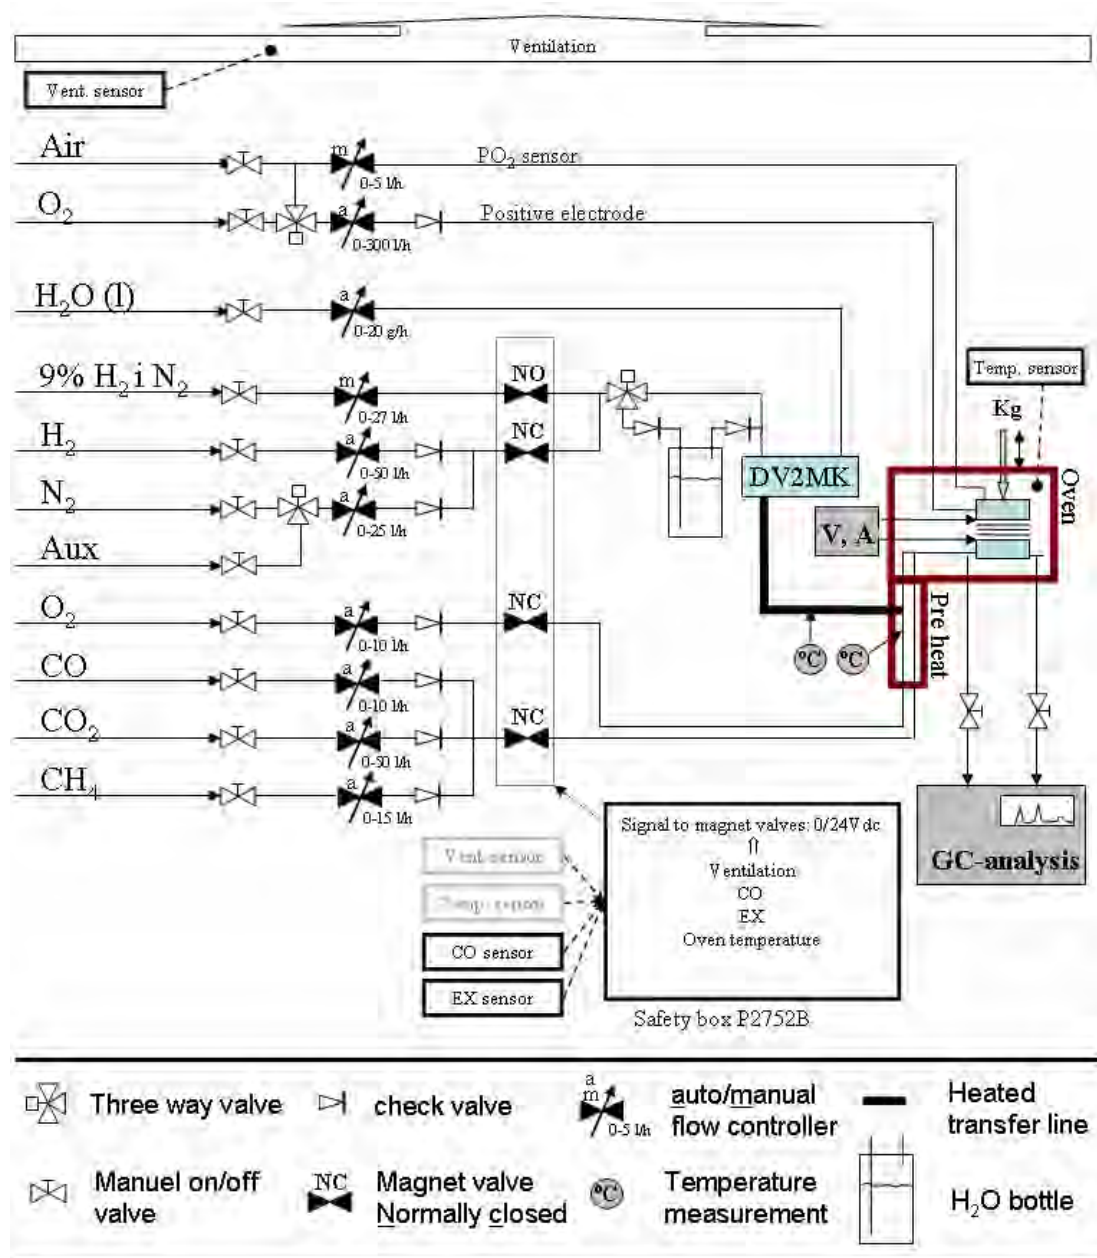 Ventilation
Vent. sensor
Air
m
0-5 l/h
PO2 sensor
O2
a
0-300 l/h
Positive electrode
H2O (l)
a
0-20 g/h
9% H2 i N2
m
0-27 l/h
NO
Temp. sensor
Kg
H2
a
0-50 l/h
NC
DV2MK
Oven
N2
a
0-25 l/h
V, A
Aux
O2
a
0-10 l/h
NC
Pre heat
ºC
ºC
CO
a
0-10 l/h
CO2
a
0-50 l/h
NC
CH4
a
0-15 l/h
Signal to magnet valves: 0/24V dc
⇑
Ventilation
CO
EX
Oven temperature
Vent. sensor
Temp. sensor
CO sensor
EX sensor
Safety box P2752B
GC-analysis
Three way valve
check valve
a
m
0-5 l/h
auto/manual
flow controller
Heated
transfer line
Manuel on/off
valve
NC
Magnet valve
Normally closed
ºC
Temperature
measurement
H2O bottle